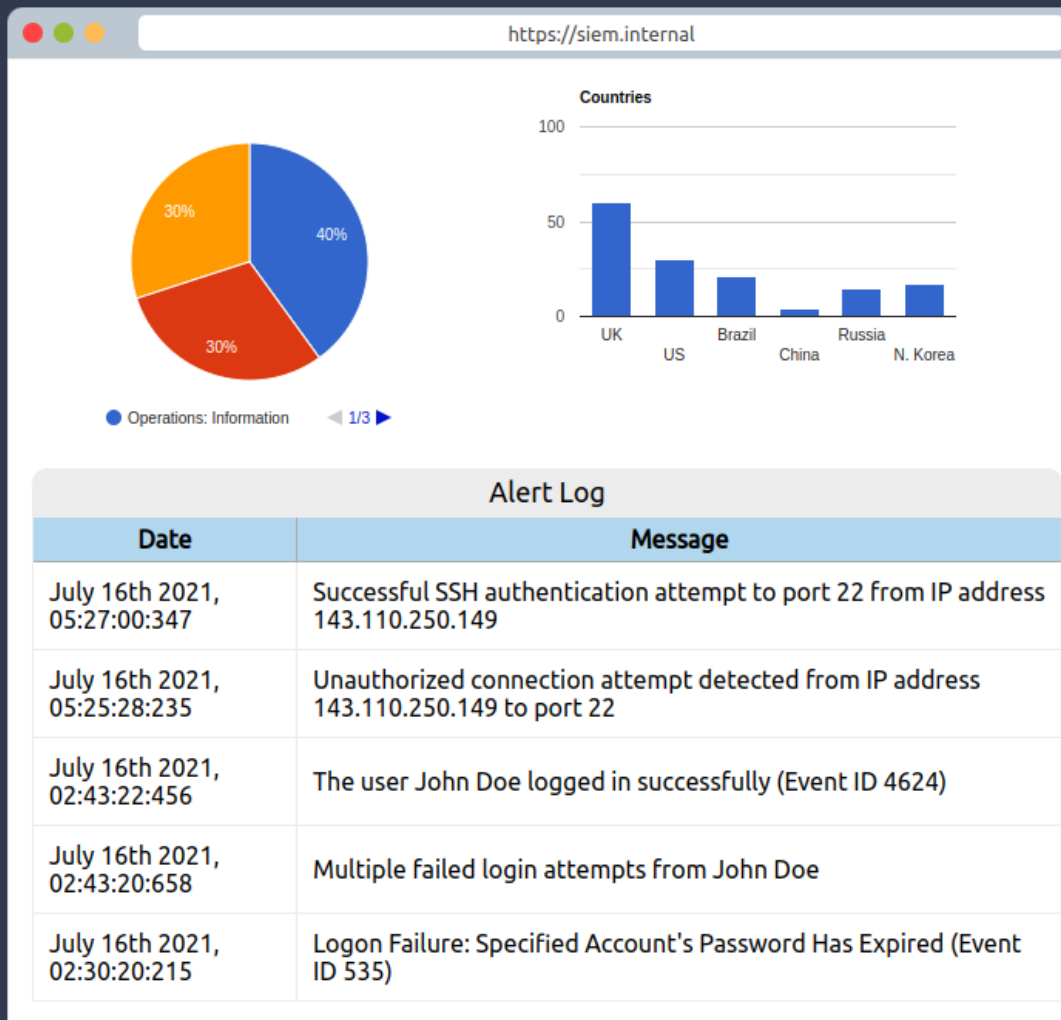 https://siem.internal
Countries
100
50
0
UK
US
Brazil
China
Russia
N. Korea
30%
40%
30%
Operations: Information
1/3
Alert Log
Date Message
July 16th 2021,
05:27:00:347
Successful SSH authentication attempt to port 22 from IP address
143.110.250.149
July 16th 2021,
05:25:28:235
Unauthorized connection attempt detected from IP address
143.110.250.149 to port 22
July 16th 2021,
02:43:22:456
The user John Doe logged in successfully (Event ID 4624)
July 16th 2021,
02:43:20:658
Multiple failed login attempts from John Doe
July 16th 2021,
02:30:20:215
Logon Failure: Specified Account's Password Has Expired (Event
ID 535)